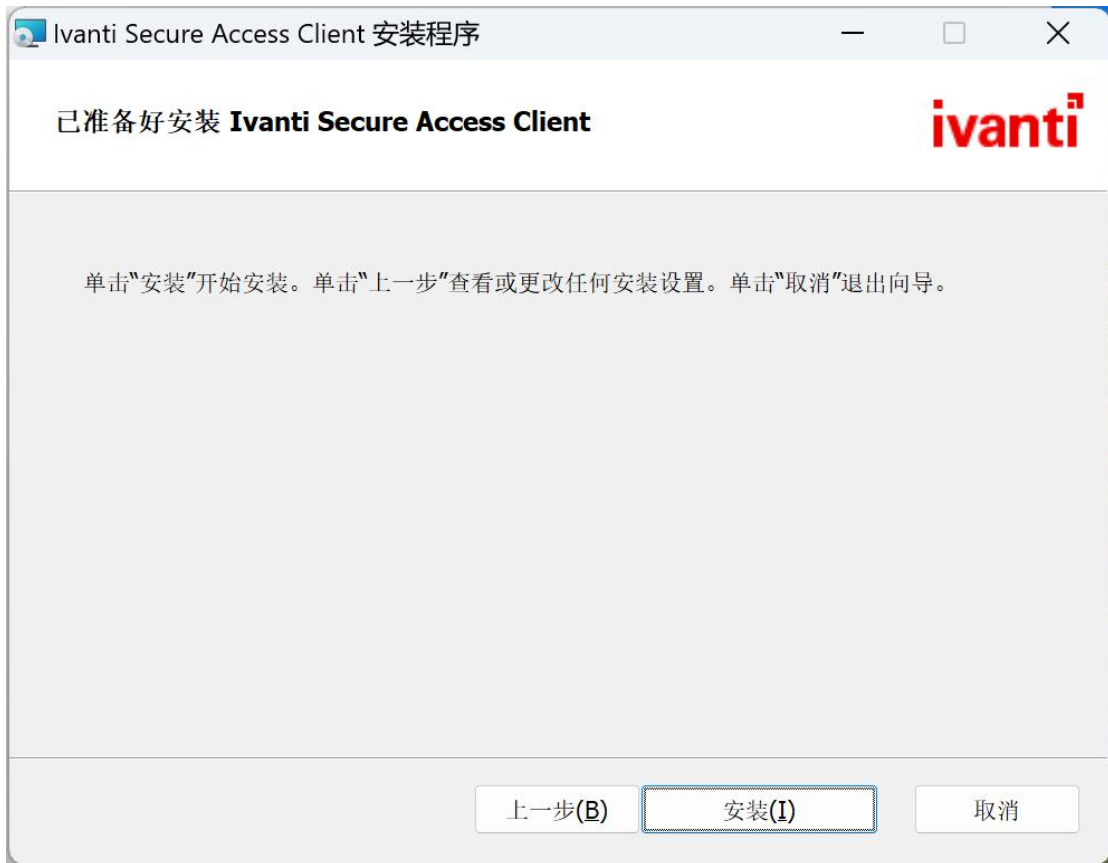 Ivanti Secure Access Client 安装程序
已准备好安装 Ivanti Secure Access Client
ivanti
单击“安装”开始安装。单击“上一步”查看或更改任何安装设置。单击“取消”退出向导。
上一步(B)
安装(I)
取消